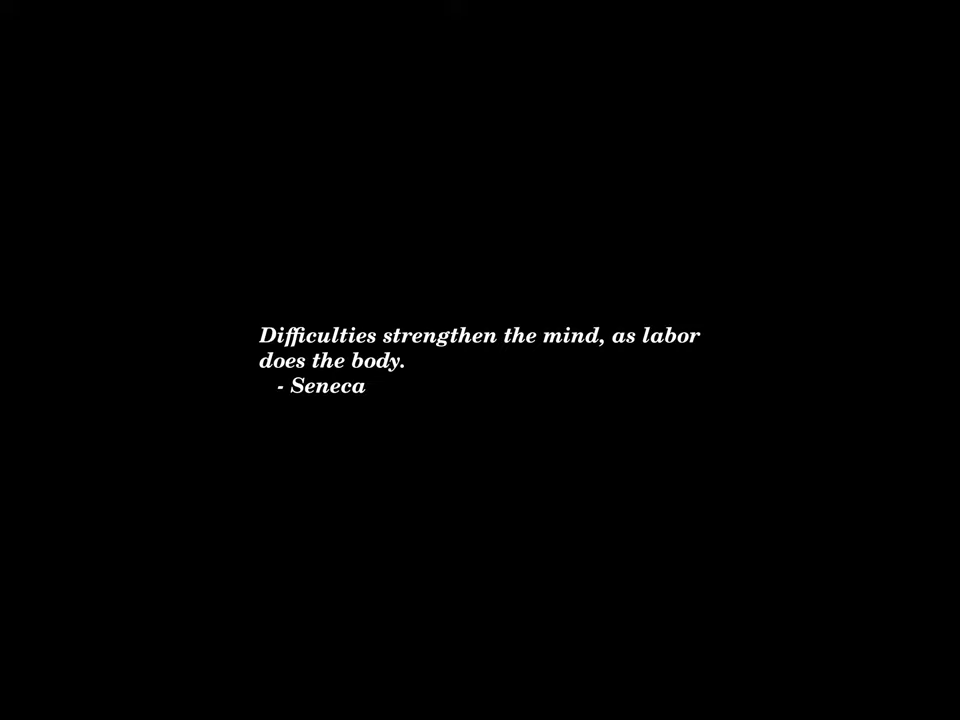 Difficulties strengthen the mind, as labor
does the body.
- Seneca